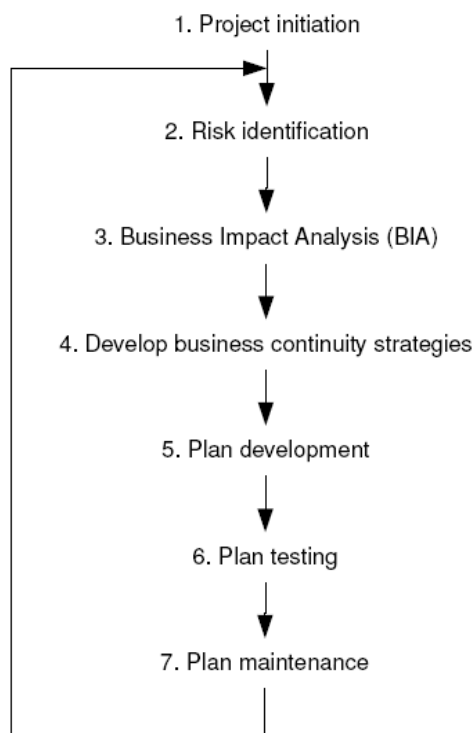 1. Project initiation
2. Risk identification
3. Business Impact Analysis (BIA)
4. Develop business continuity strategies
5. Plan development
6. Plan testing
7. Plan maintenance